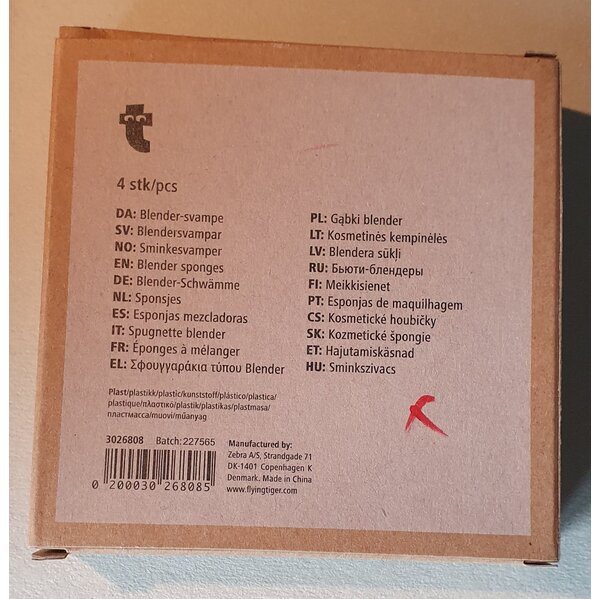 4 stk/pcs
DA: Blender-svampe
SV: Blendersvampar
NO: Sminkesvamper
EN: Blender sponges
DE: Blender-Schwämme
NL: Sponsjes
ES: Esponjas mezcladoras
IT: Spugnette blender
FR: Éponges à mélanger
EL: Σφουγγαράκια τύπου Blender
PL: Gąbki blender
LT: Kosmetinės kempinėlės
LV: Blendera sūkļi
RU: Бьюти-блендеры
FI: Meikkisienet
PT: Esponjas de maquilhagem
CS: Kosmetické houbičky
SK: Kozmetické špongie
ET: Hajutamiskäsnad
HU: Sminkszivacs
Plast/plastikk/plastic/kunststoff/plástico/plastica/
plastique/πλαστικό/plastik/plastikas/plastmasa/
пластмасса/muovi/műanyag
3026808 Batch:227565
0 200030 268085
Manufactured by:
Zebra A/S, Strandgade 71
DK-1401 Copenhagen K
Denmark. Made in China
www.flyingtiger.com